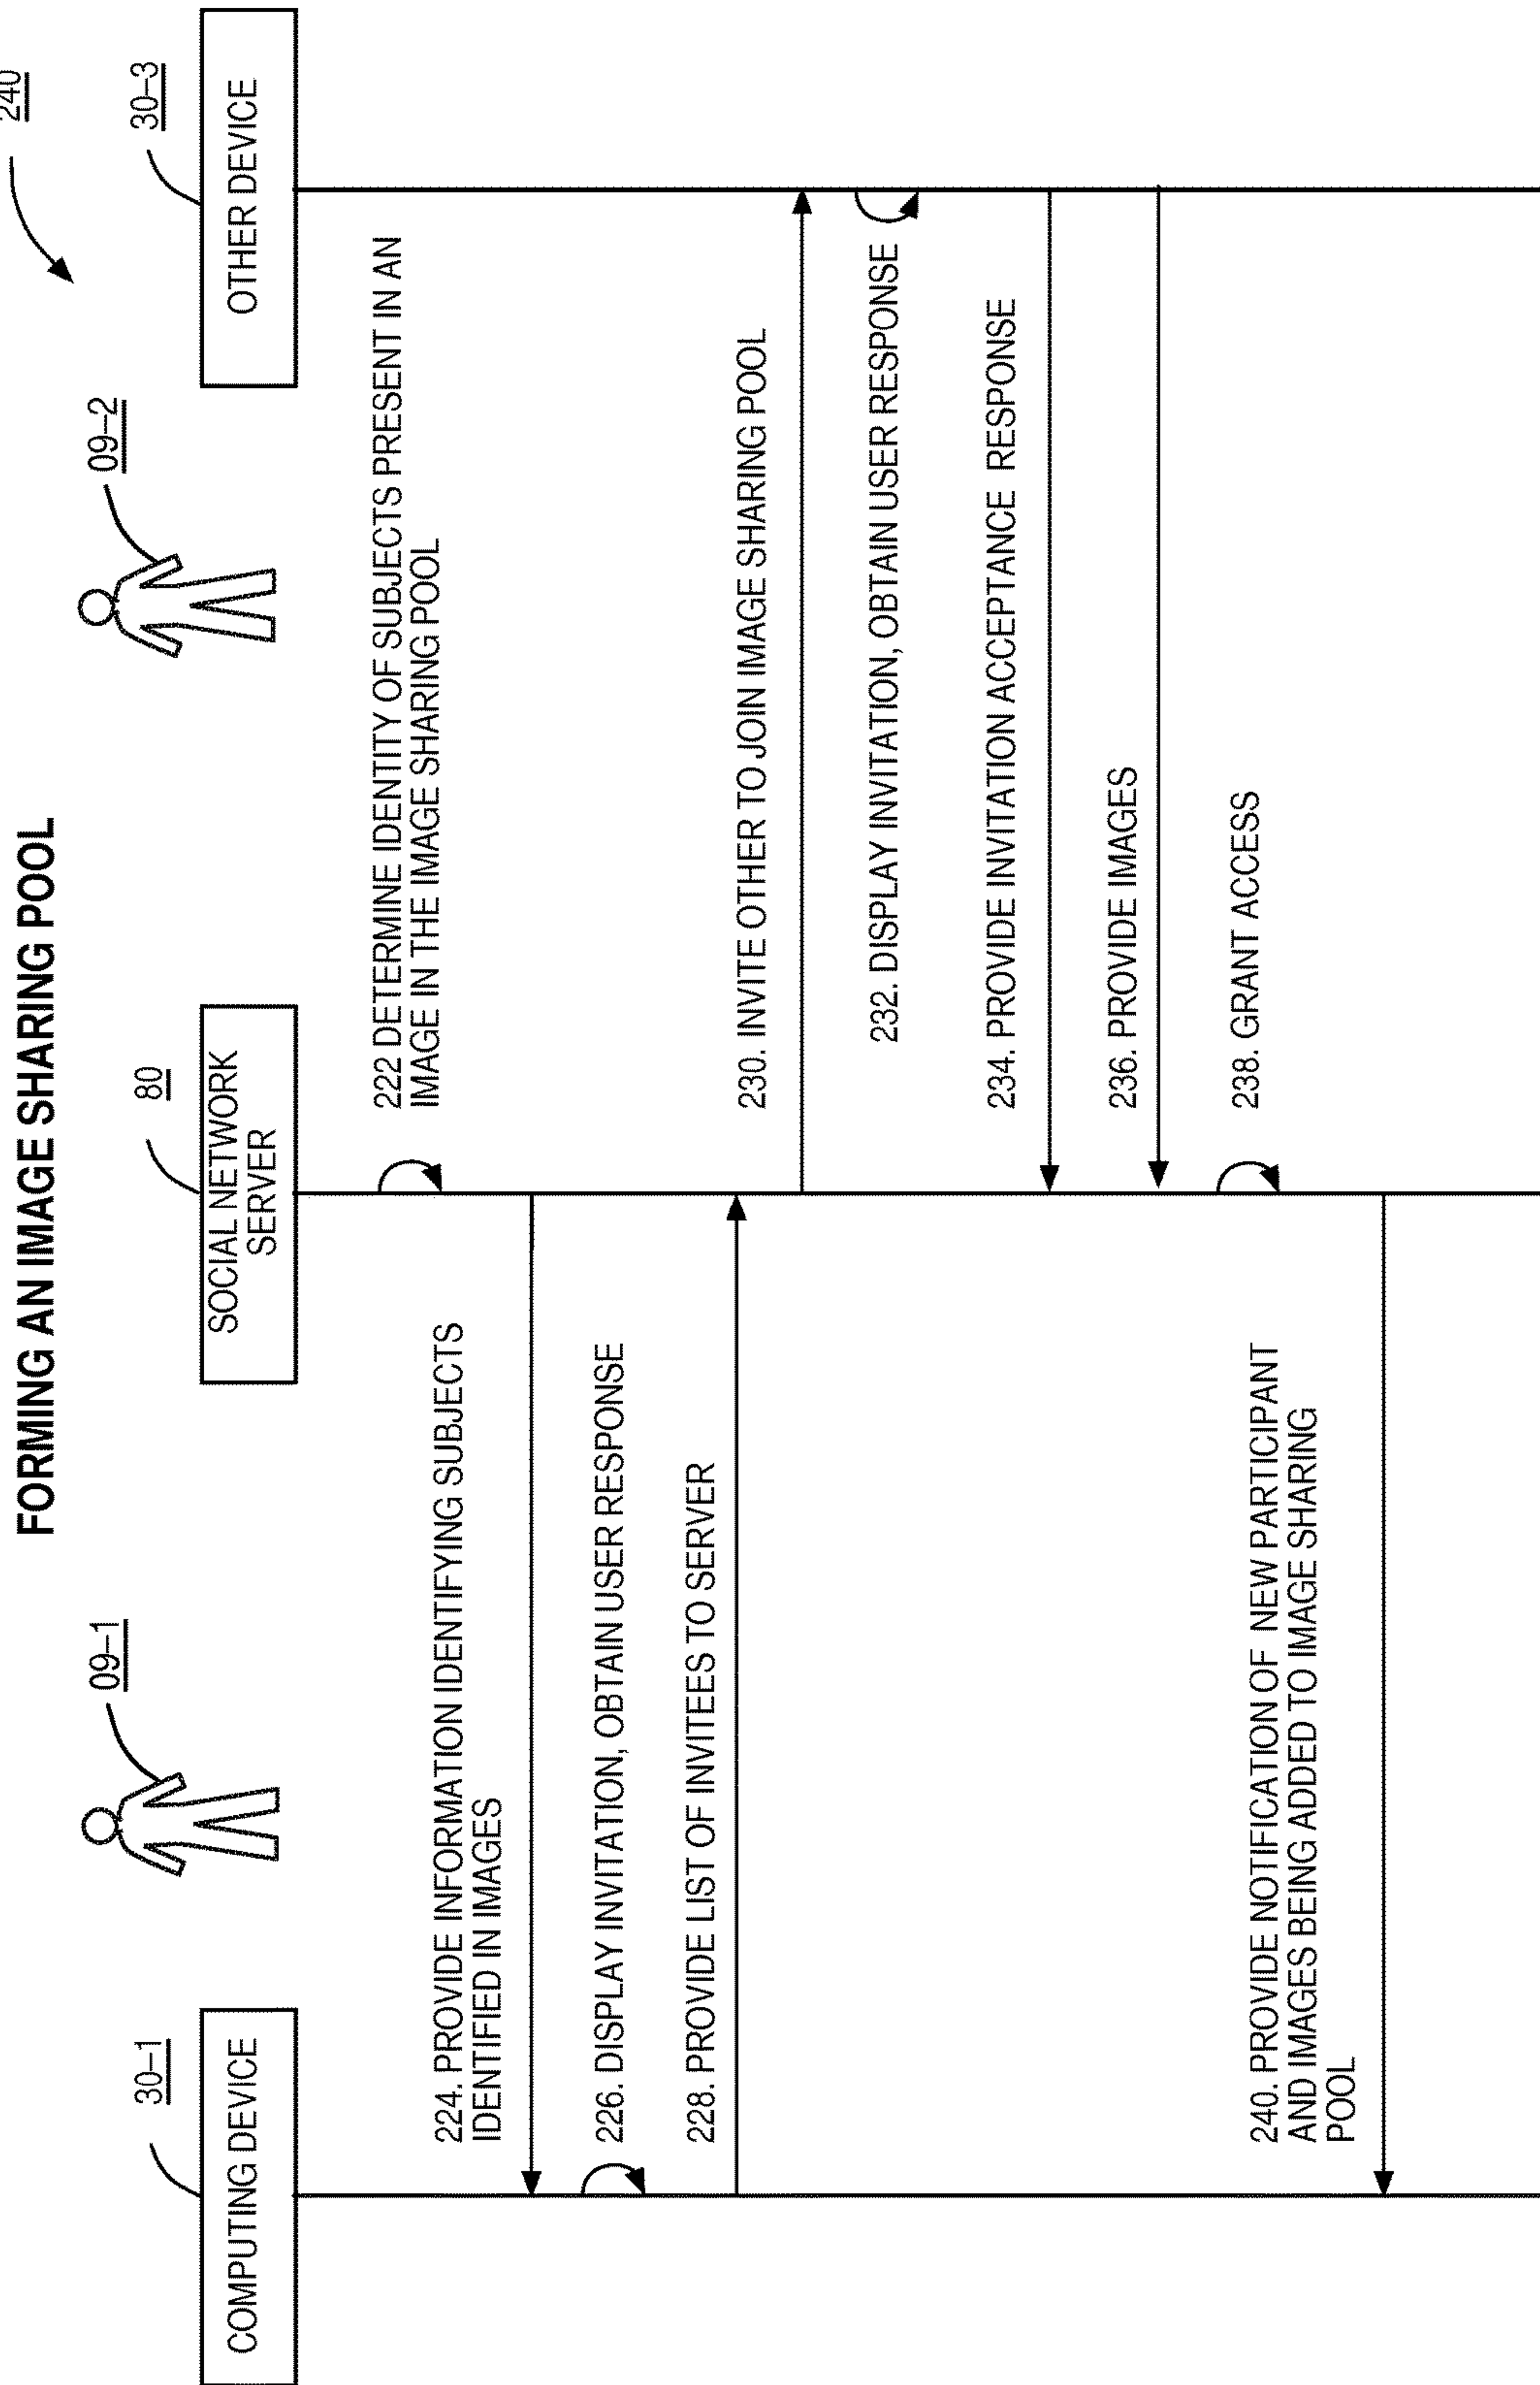 FORMING AN IMAGE SHARING POOL
240
09-1
09-2
30-1
80
30-3
COMPUTING DEVICE
SOCIAL NETWORK
SERVER
OTHER DEVICE
222 DETERMINE IDENTITY OF SUBJECTS PRESENT IN AN
IMAGE IN THE IMAGE SHARING POOL
224. PROVIDE INFORMATION IDENTIFYING SUBJECTS
IDENTIFIED IN IMAGES
226. DISPLAY INVITATION, OBTAIN USER RESPONSE
228. PROVIDE LIST OF INVITEES TO SERVER
230. INVITE OTHER TO JOIN IMAGE SHARING POOL
232. DISPLAY INVITATION, OBTAIN USER RESPONSE
234. PROVIDE INVITATION ACCEPTANCE RESPONSE
236. PROVIDE IMAGES
238. GRANT ACCESS
240. PROVIDE NOTIFICATION OF NEW PARTICIPANT
AND IMAGES BEING ADDED TO IMAGE SHARING
POOL